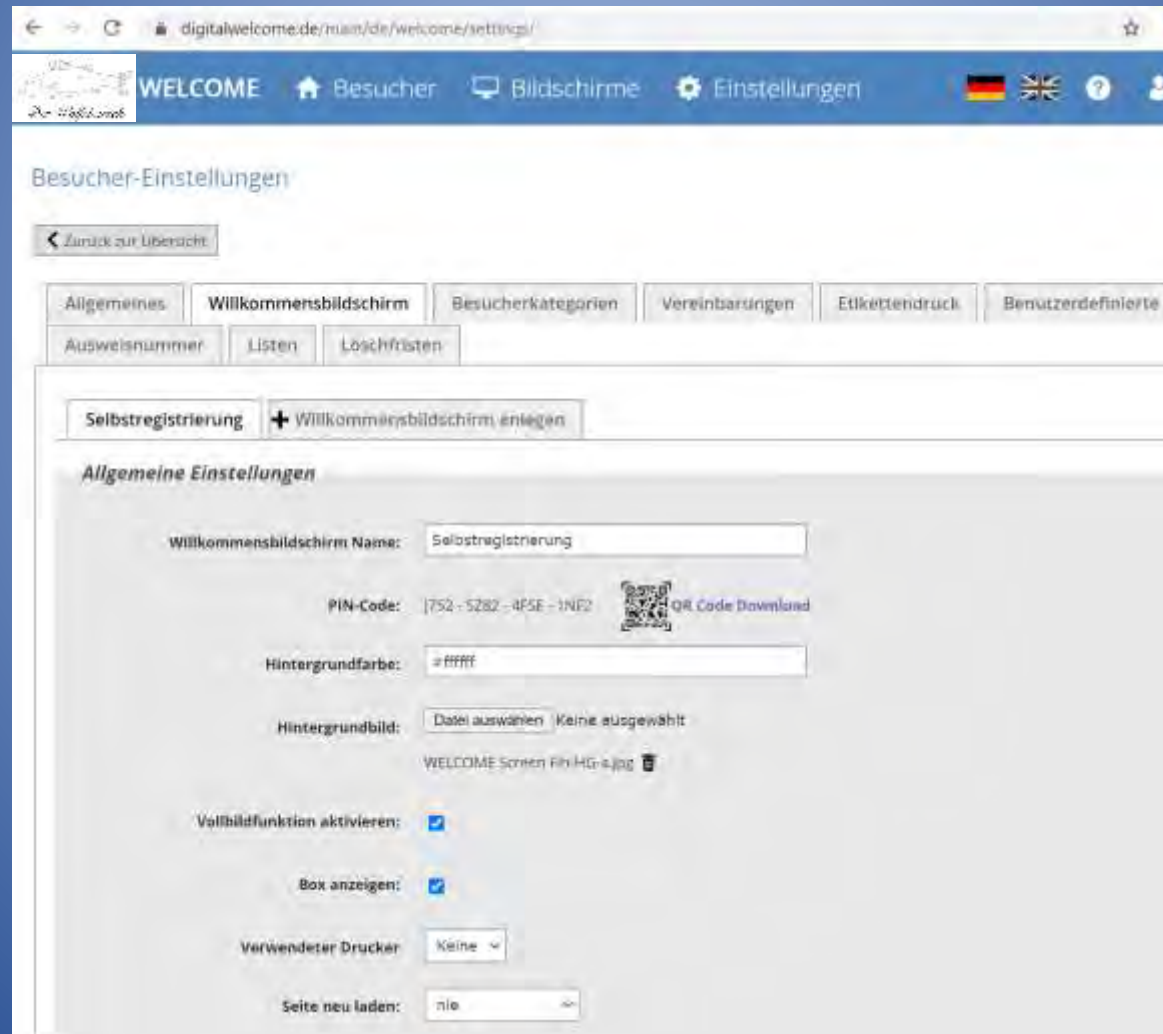 digitalwelcome.de/main/de/welcome/settings/
WELCOME Besucher Bildschirme Einstellungen ?
Besucher-Einstellungen
Zurück zur Übersicht
Allgemeines Willkommensbildschirm Besucherkategorien Vereinbarungen Etikettendruck Benutzerdefinierte
Ausweisnummer Listen Löschfristen
Selbstregistrierung + Willkommensbildschirm anlegen
Allgemeine Einstellungen
Willkommensbildschirm Name: Selbstregistrierung
PIN-Code: QR Code Download
Hintergrundfarbe: #ffffff
Hintergrundbild: Datei auswählen Keine ausgewählt
WELCOME Screen
Vollbildfunktion aktivieren:
Box anzeigen:
Verwendeter Drucker Keine
Seite neu laden: nie